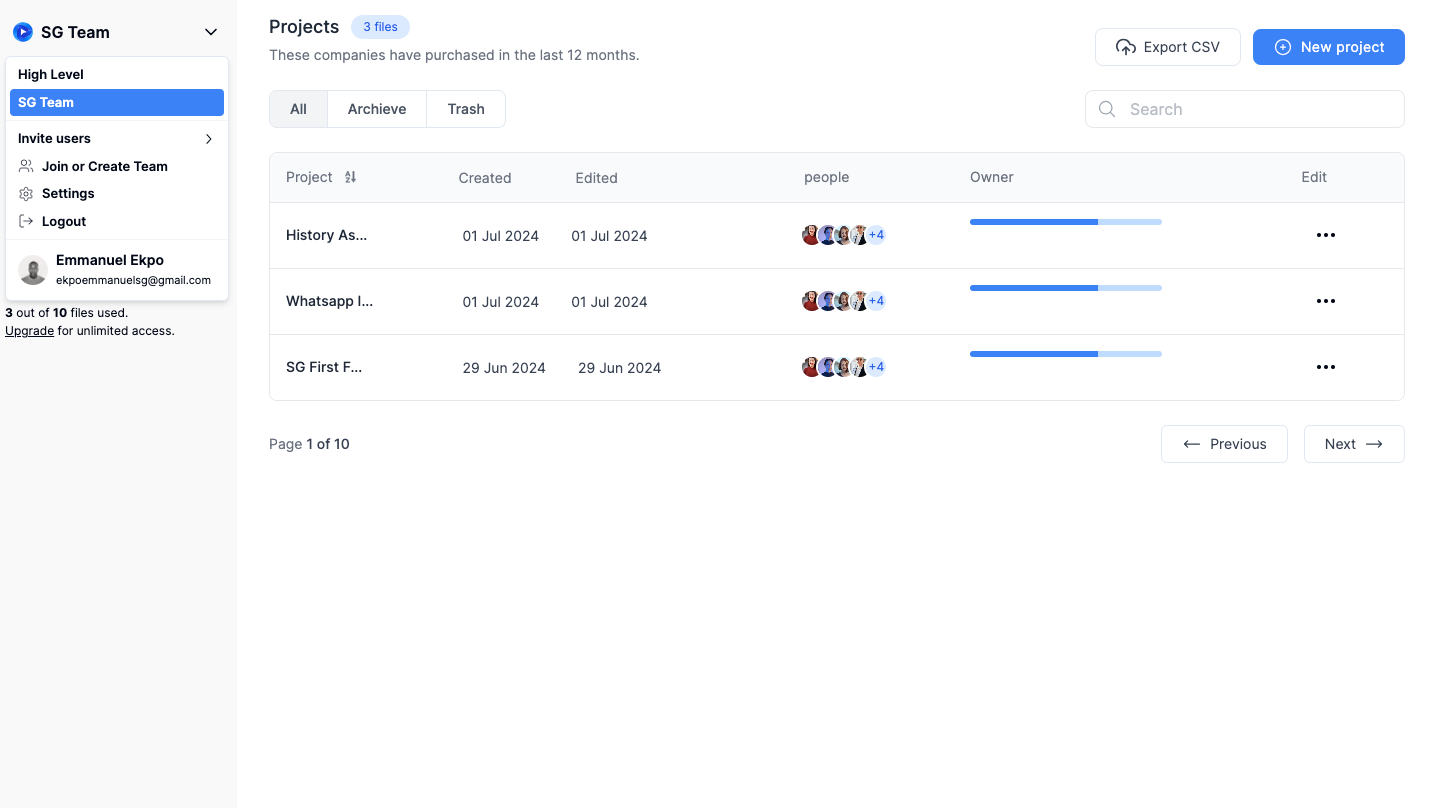 SG Team
High Level
SG Team
Invite users
Join or Create Team
Settings
Logout
Emmanuel Ekpo
ekpoemmanuelsg@gmail.com
3 out of 10 files used.
Upgrade for unlimited access.
Projects 3 files
These companies have purchased in the last 12 months.
Export CSV
New project
All Archieve Trash
Search
Project Created Edited people Owner Edit
History As... 01 Jul 2024 01 Jul 2024 +4
Whatsapp I... 01 Jul 2024 01 Jul 2024 +4
SG First F... 29 Jun 2024 29 Jun 2024 +4
Page 1 of 10
Previous Next